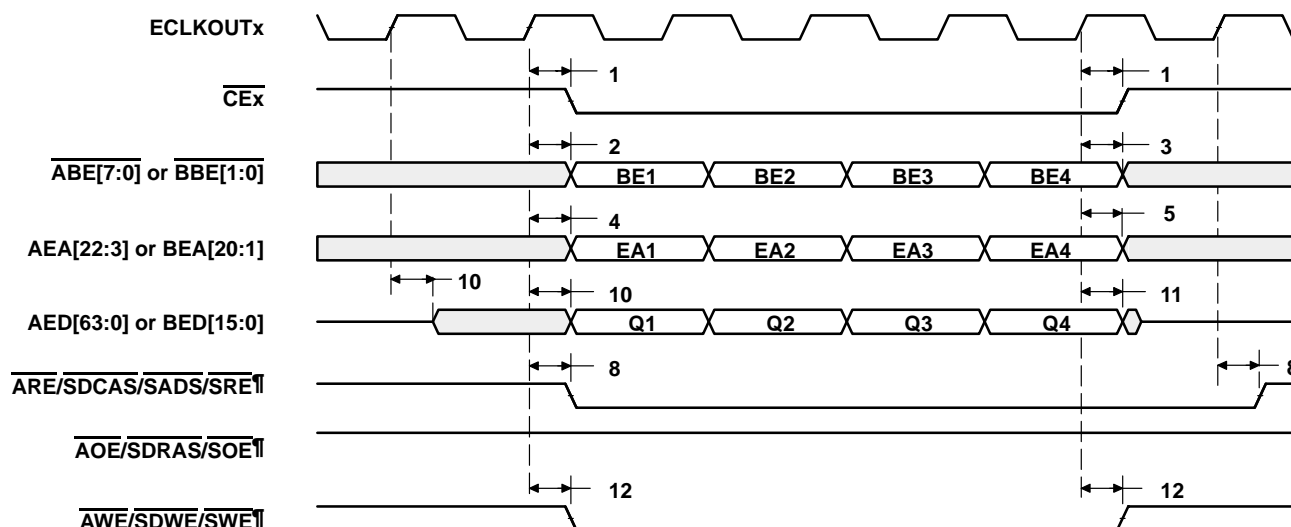 ECLKOUTx
1 1
CEx
2 3
ABE[7:0] or BBE[1:0] BE1 BE2 BE3 BE4
4 5
AEA[22:3] or BEA[20:1] EA1 EA2 EA3 EA4
10 10 11
AED[63:0] or BED[15:0] Q1 Q2 Q3 Q4
8 8
ARE/SDCAS/SADS/SRE¶
AOE/SDRAS/SOE¶
12 12
AWE/SDWE/SWE¶